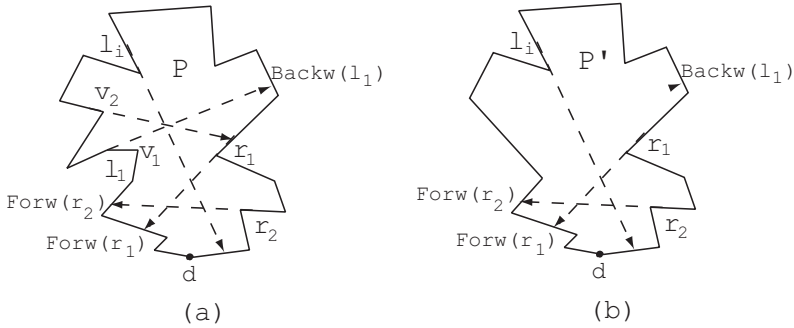 l_i
P
Backw(l_1)
v_2
v_1
r_1
l_1
Forw(r_2)
Forw(r_1)
r_2
d
(a)
l_i
P'
Backw(l_1)
r_1
Forw(r_2)
Forw(r_1)
r_2
d
(b)